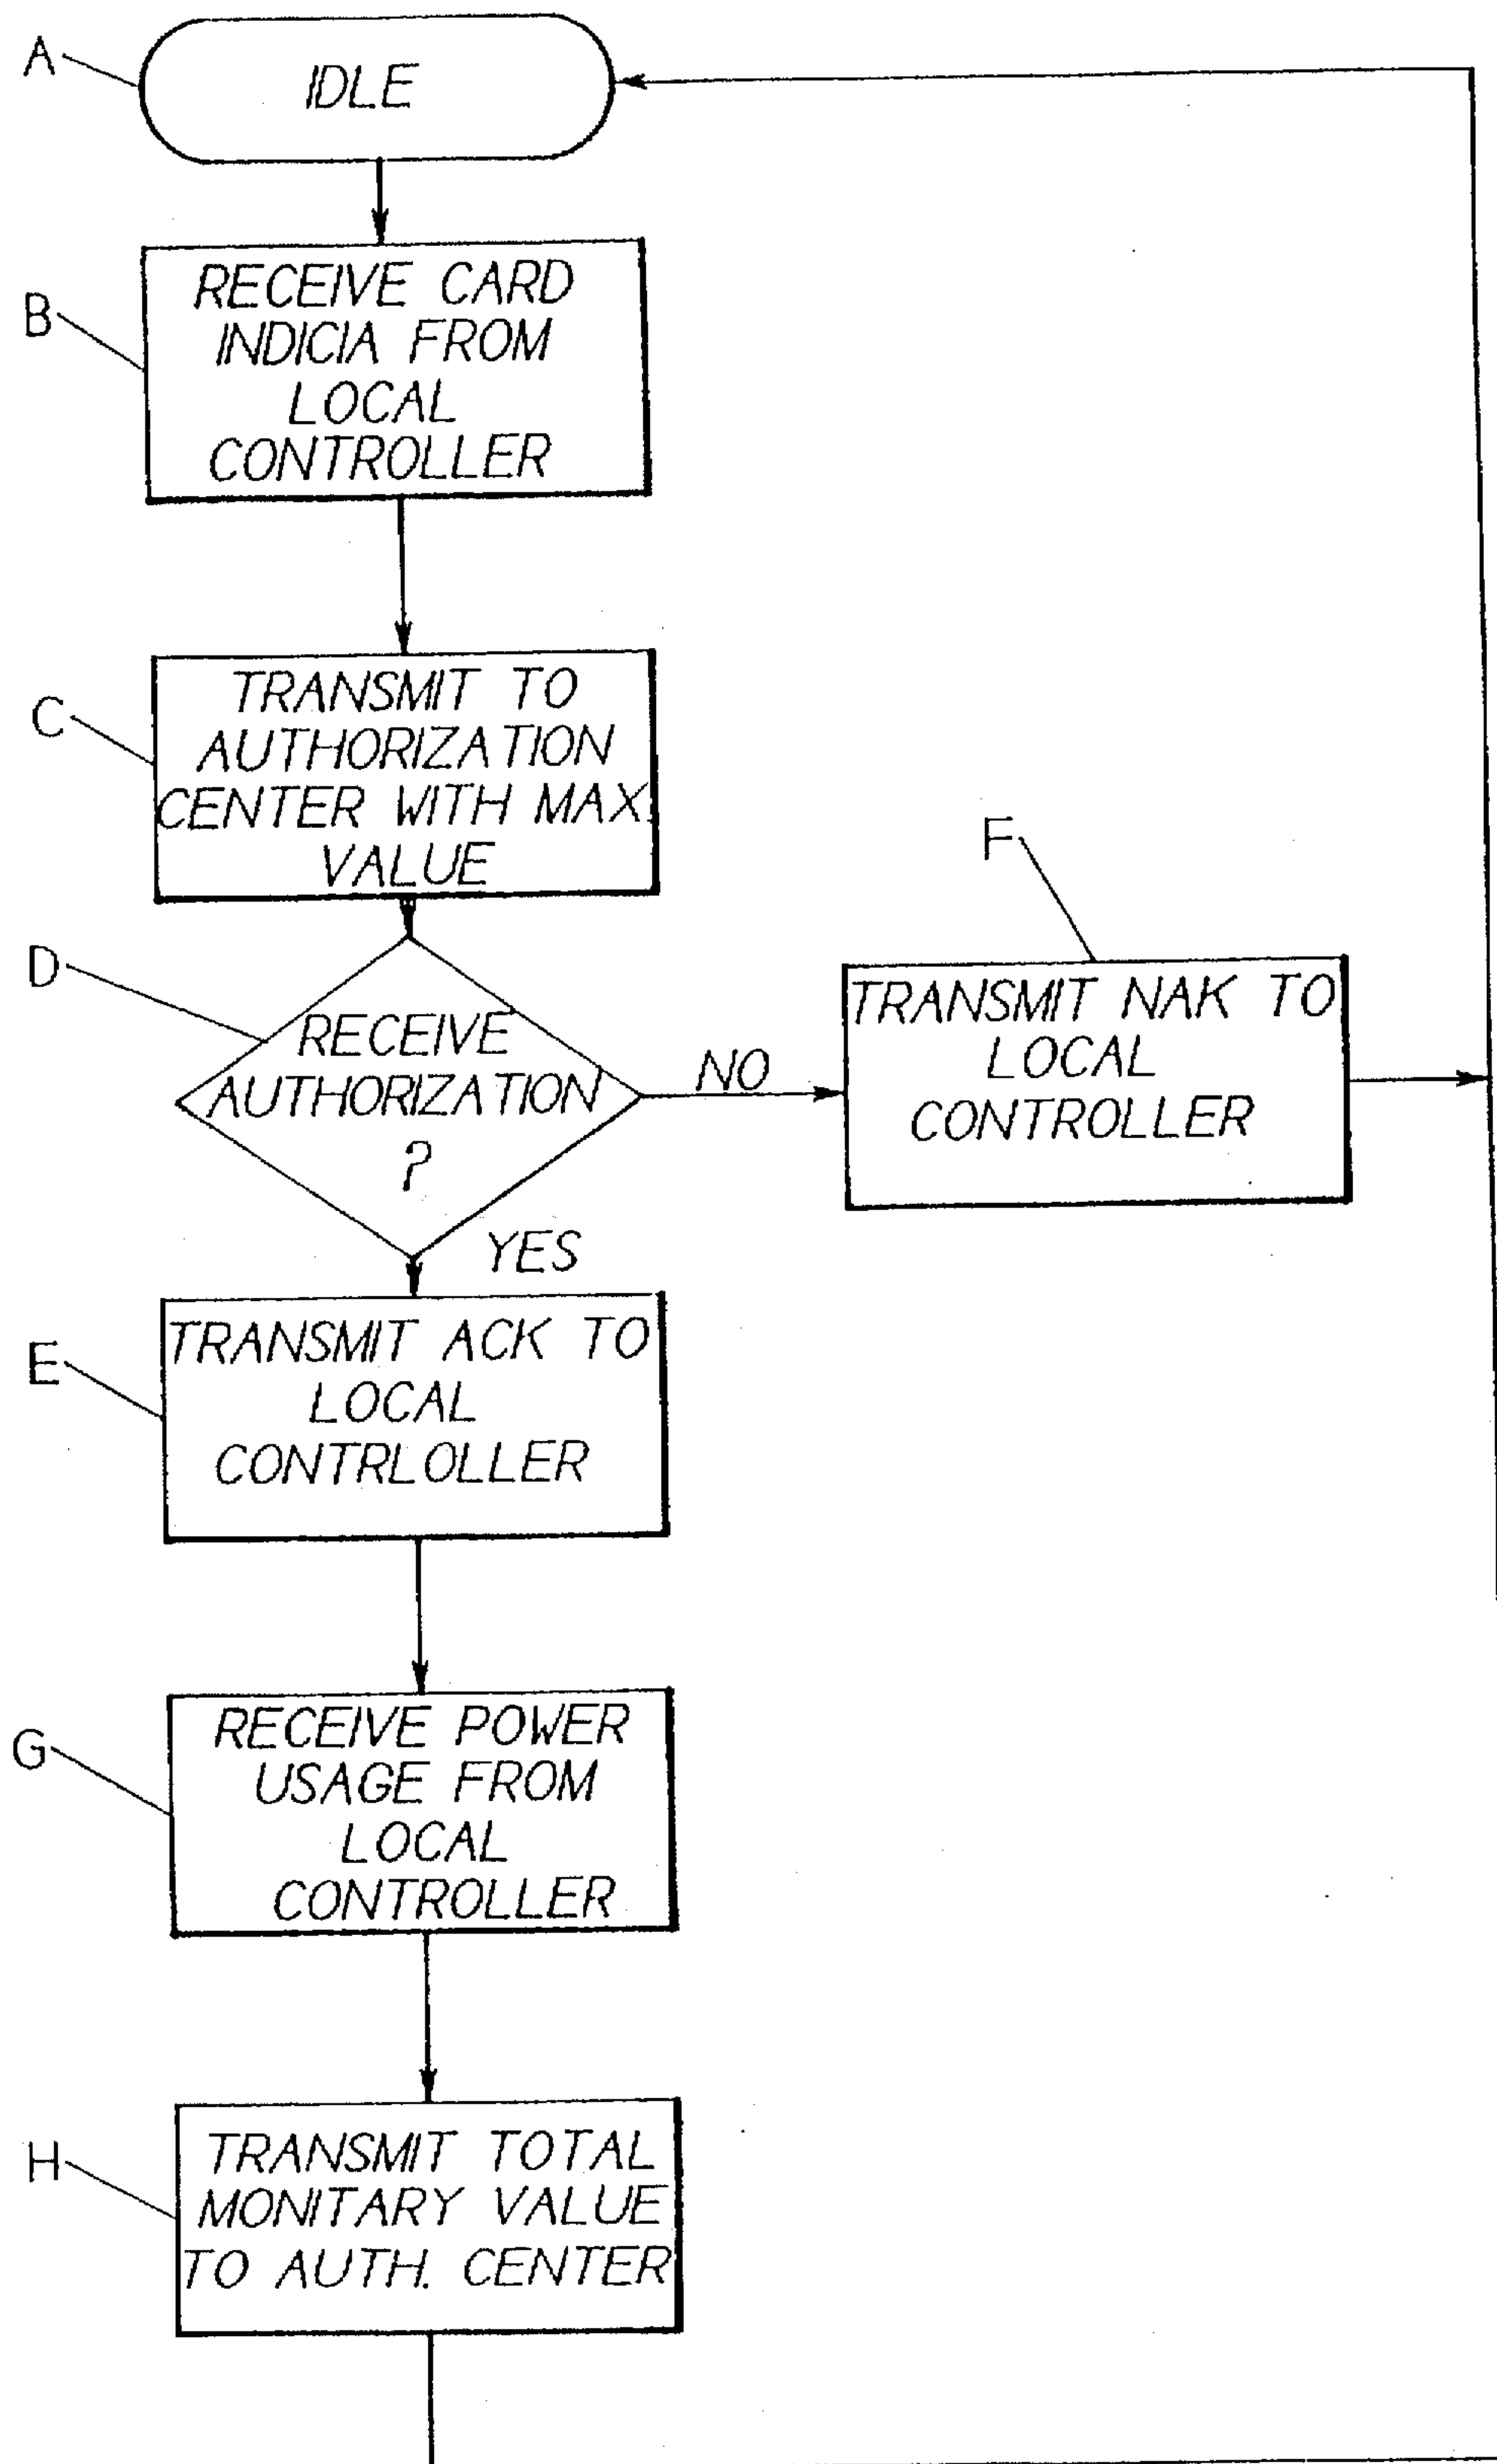 A
IDLE
B
RECEIVE CARD
INDICIA FROM
LOCAL
CONTROLLER
C
TRANSMIT TO
AUTHORIZATION
CENTER WITH MAX.
VALUE
D
RECEIVE
AUTHORIZATION
?
NO
YES
F
TRANSMIT NAK TO
LOCAL
CONTROLLER
E
TRANSMIT ACK TO
LOCAL
CONTRLOLLER
G
RECEIVE POWER
USAGE FROM
LOCAL
CONTROLLER
H
TRANSMIT TOTAL
MONITARY VALUE
TO AUTH. CENTER